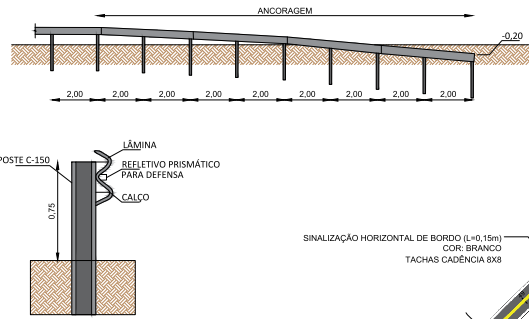 ANCORAGEM
-0,20
2,00 2,00 2,00 2,00 2,00 2,00 2,00 2,00 2,00
LÂMINA
POSTE C-150
REFLETIVO PRISMÁTICO
PARA DEFENSA
CALÇO
0,75
SINALIZAÇÃO HORIZONTAL DE BORDO (L=0,15m)
COR: BRANCO
TACHAS CADÊNCIA 8X8